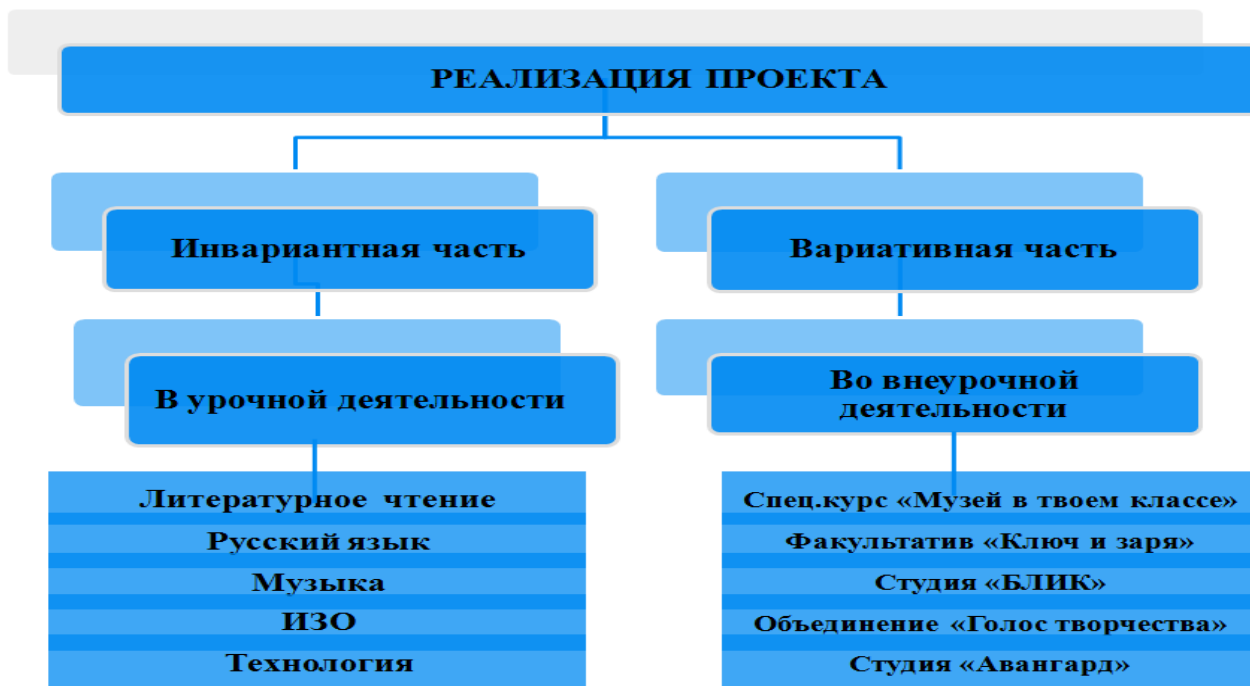 РЕАЛИЗАЦИЯ ПРОЕКТА
Инвариантная часть
Вариативная часть
В урочной деятельности
Во внеурочной
деятельности
Литературное чтение
Русский язык
Музыка
ИЗО
Технология
Спец.курс «Музей в твоем классе»
Факультатив «Ключ и заря»
Студия «БЛИК»
Объединение «Голос творчества»
Студия «Авангард»